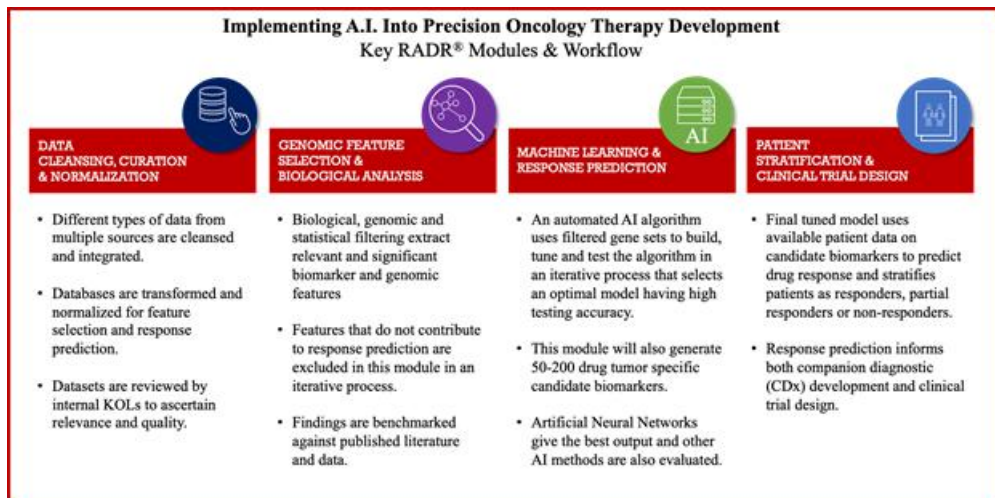 Implementing A.I. Into Precision Oncology Therapy Development
Key RADR® Modules & Workflow
DATA
CLEANSING, CURATION
& NORMALIZATION
• Different types of data from
multiple sources are cleansed
and integrated.
• Databases are transformed and
normalized for feature
selection and response
prediction.
• Datasets are reviewed by
internal KOLs to ascertain
relevance and quality.
GENOMIC FEATURE
SELECTION &
BIOLOGICAL ANALYSIS
• Biological, genomic and
statistical filtering extract
relevant and significant
biomarker and genomic
features
• Features that do not contribute
to response prediction are
excluded in this module in an
iterative process.
• Findings are benchmarked
against published literature
and data.
AI
MACHINE LEARNING &
RESPONSE PREDICTION
• An automated AI algorithm
uses filtered gene sets to build,
tune and test the algorithm in
an iterative process that selects
an optimal model having high
testing accuracy.
• This module will also generate
50-200 drug tumor specific
candidate biomarkers.
• Artificial Neural Networks
give the best output and other
AI methods are also evaluated.
PATIENT
STRATIFICATION &
CLINICAL TRIAL DESIGN
• Final tuned model uses
available patient data on
candidate biomarkers to predict
drug response and stratifies
patients as responders, partial
responders or non-responders.
• Response prediction informs
both companion diagnostic
(CDx) development and clinical
trial design.